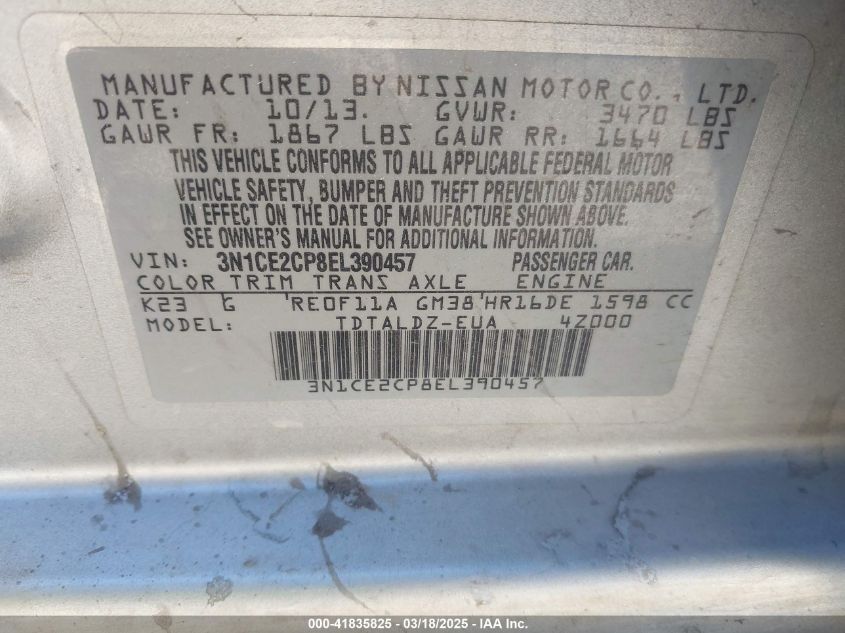 MANUFACTURED BY NISSAN MOTOR CO., LTD.
DATE: 10/13. GVWR: 3470 LBS
GAWR FR: 1867 LBS GAWR RR: 1664 LBS
THIS VEHICLE CONFORMS TO ALL APPLICABLE FEDERAL MOTOR
VEHICLE SAFETY, BUMPER AND THEFT PREVENTION STANDARDS
IN EFFECT ON THE DATE OF MANUFACTURE SHOWN ABOVE.
SEE OWNER'S MANUAL FOR ADDITIONAL INFORMATION.
VIN: 3N1CE2CP8EL390457 PASSENGER CAR.
COLOR TRIM TRANS AXLE ENGINE
K23 G RE0F11A GM38 HR16DE 1598 CC
MODEL: TDTALDZ-EUA 4Z000
3N1CE2CP8EL390457
000-41835825 - 03/18/2025 - IAA Inc.